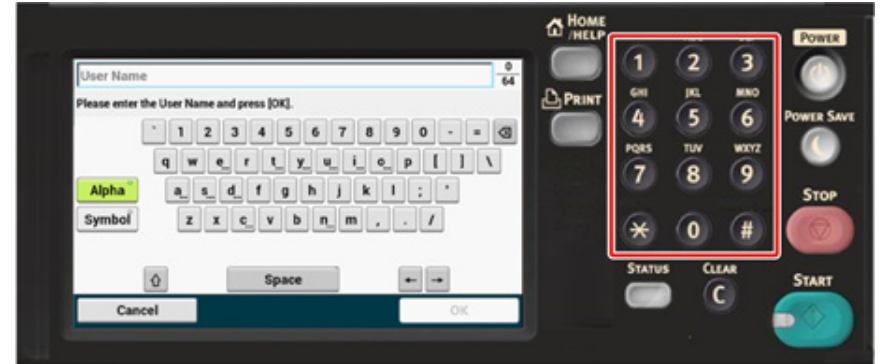 HOME
/HELP
PRINT
User Name
0
64
Please enter the User Name and press [OK].
` 1 2 3 4 5 6 7 8 9 0 - =
q w e r t y u i o p [ ] \
Alpha a s d f g h j k l ; '
Symbol z x c v b n m , . /
Space
← →
Cancel OK
1 2 3
GHI JKL MNO
4 5 6
PQRS TUV WXYZ
7 8 9
* 0 #
STATUS CLEAR
C
POWER
POWER SAVE
STOP
START